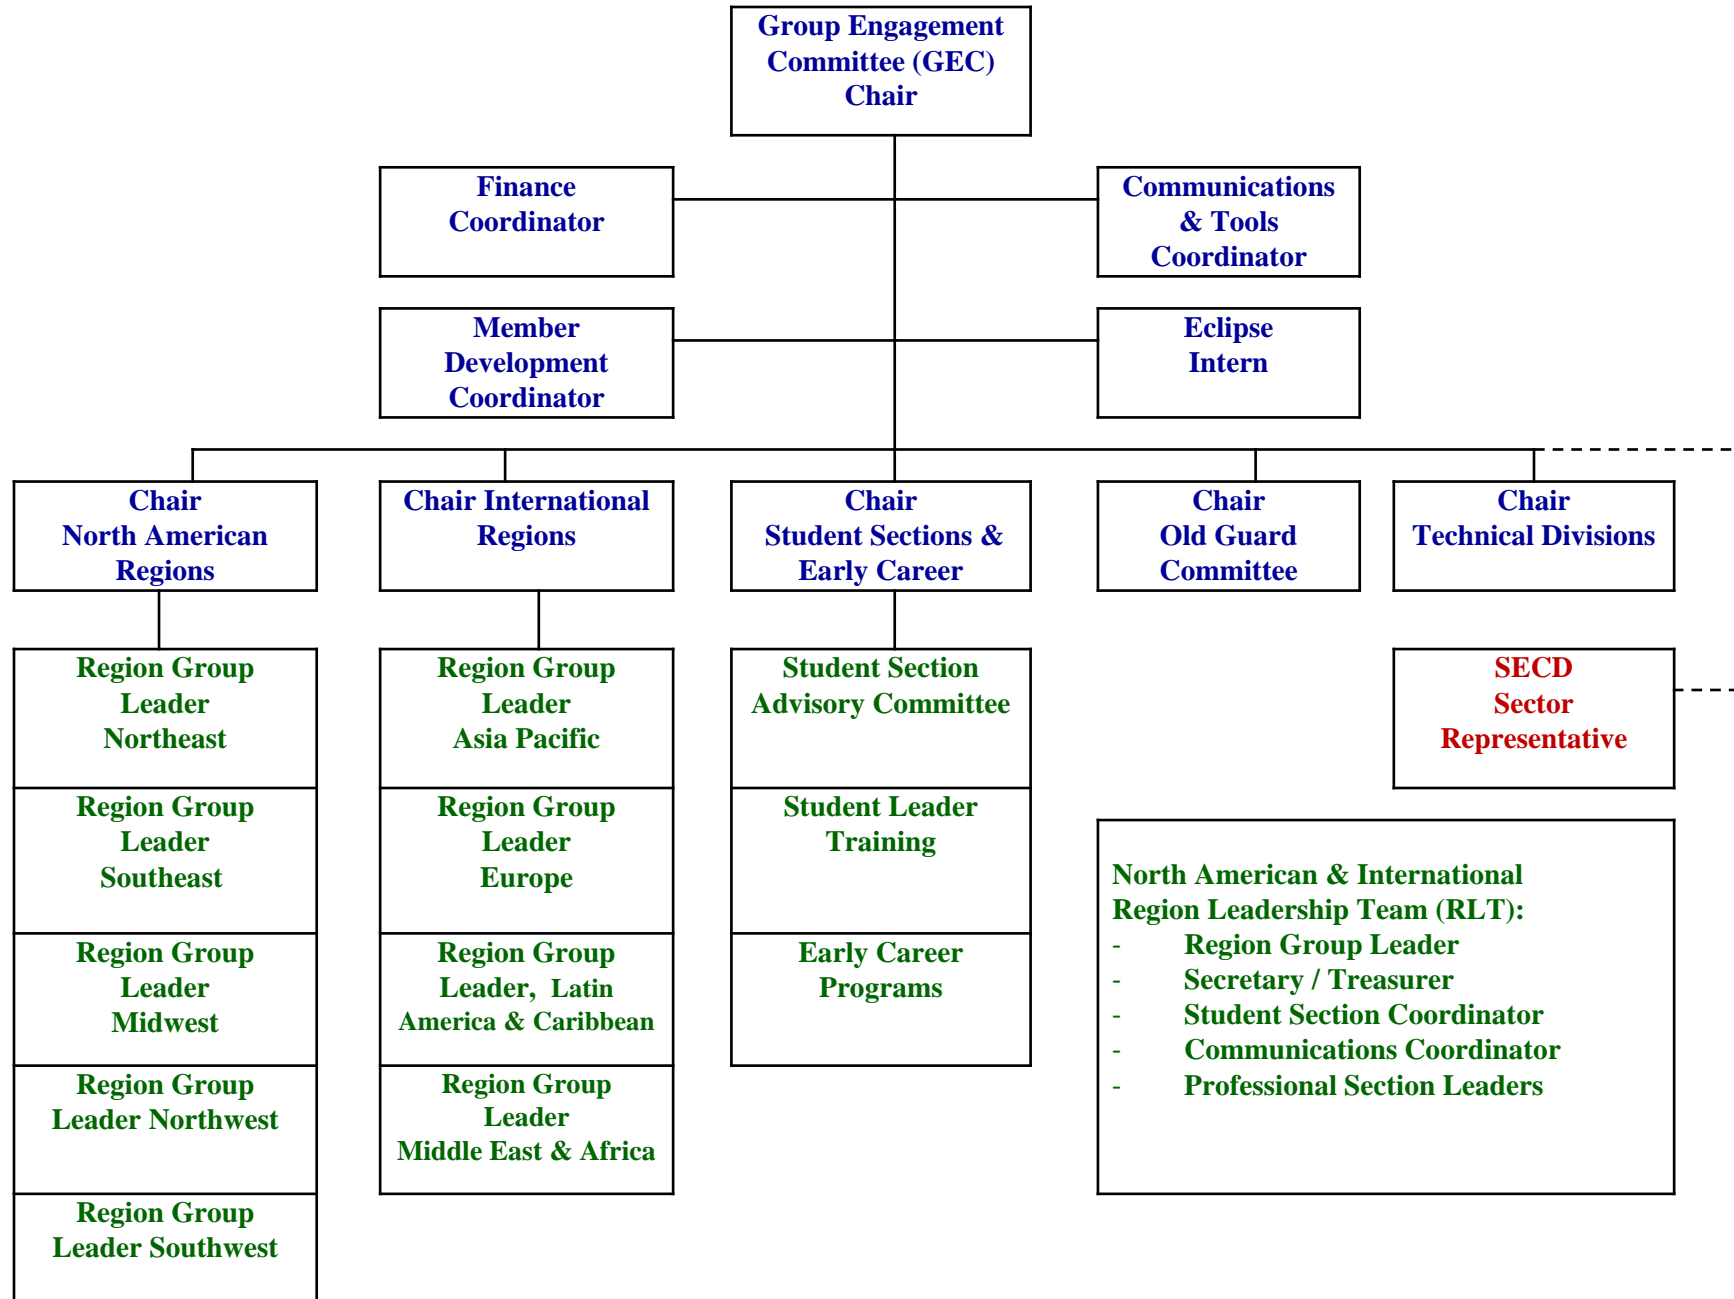 Group Engagement
Committee (GEC)
Chair
Finance
Coordinator
Communications
& Tools
Coordinator
Member
Development
Coordinator
Eclipse
Intern
Chair
North American
Regions
Chair International
Regions
Chair
Student Sections &
Early Career
Chair
Old Guard
Committee
Chair
Technical Divisions
Region Group
Leader
Northeast
Region Group
Leader
Southeast
Region Group
Leader
Midwest
Region Group
Leader Northwest
Region Group
Leader Southwest
Region Group
Leader
Asia Pacific
Region Group
Leader
Europe
Region Group
Leader, Latin
America & Caribbean
Region Group
Leader
Middle East & Africa
Student Section
Advisory Committee
Student Leader
Training
Early Career
Programs
SECD
Sector
Representative
North American & International
Region Leadership Team (RLT):
- Region Group Leader
- Secretary / Treasurer
- Student Section Coordinator
- Communications Coordinator
- Professional Section Leaders